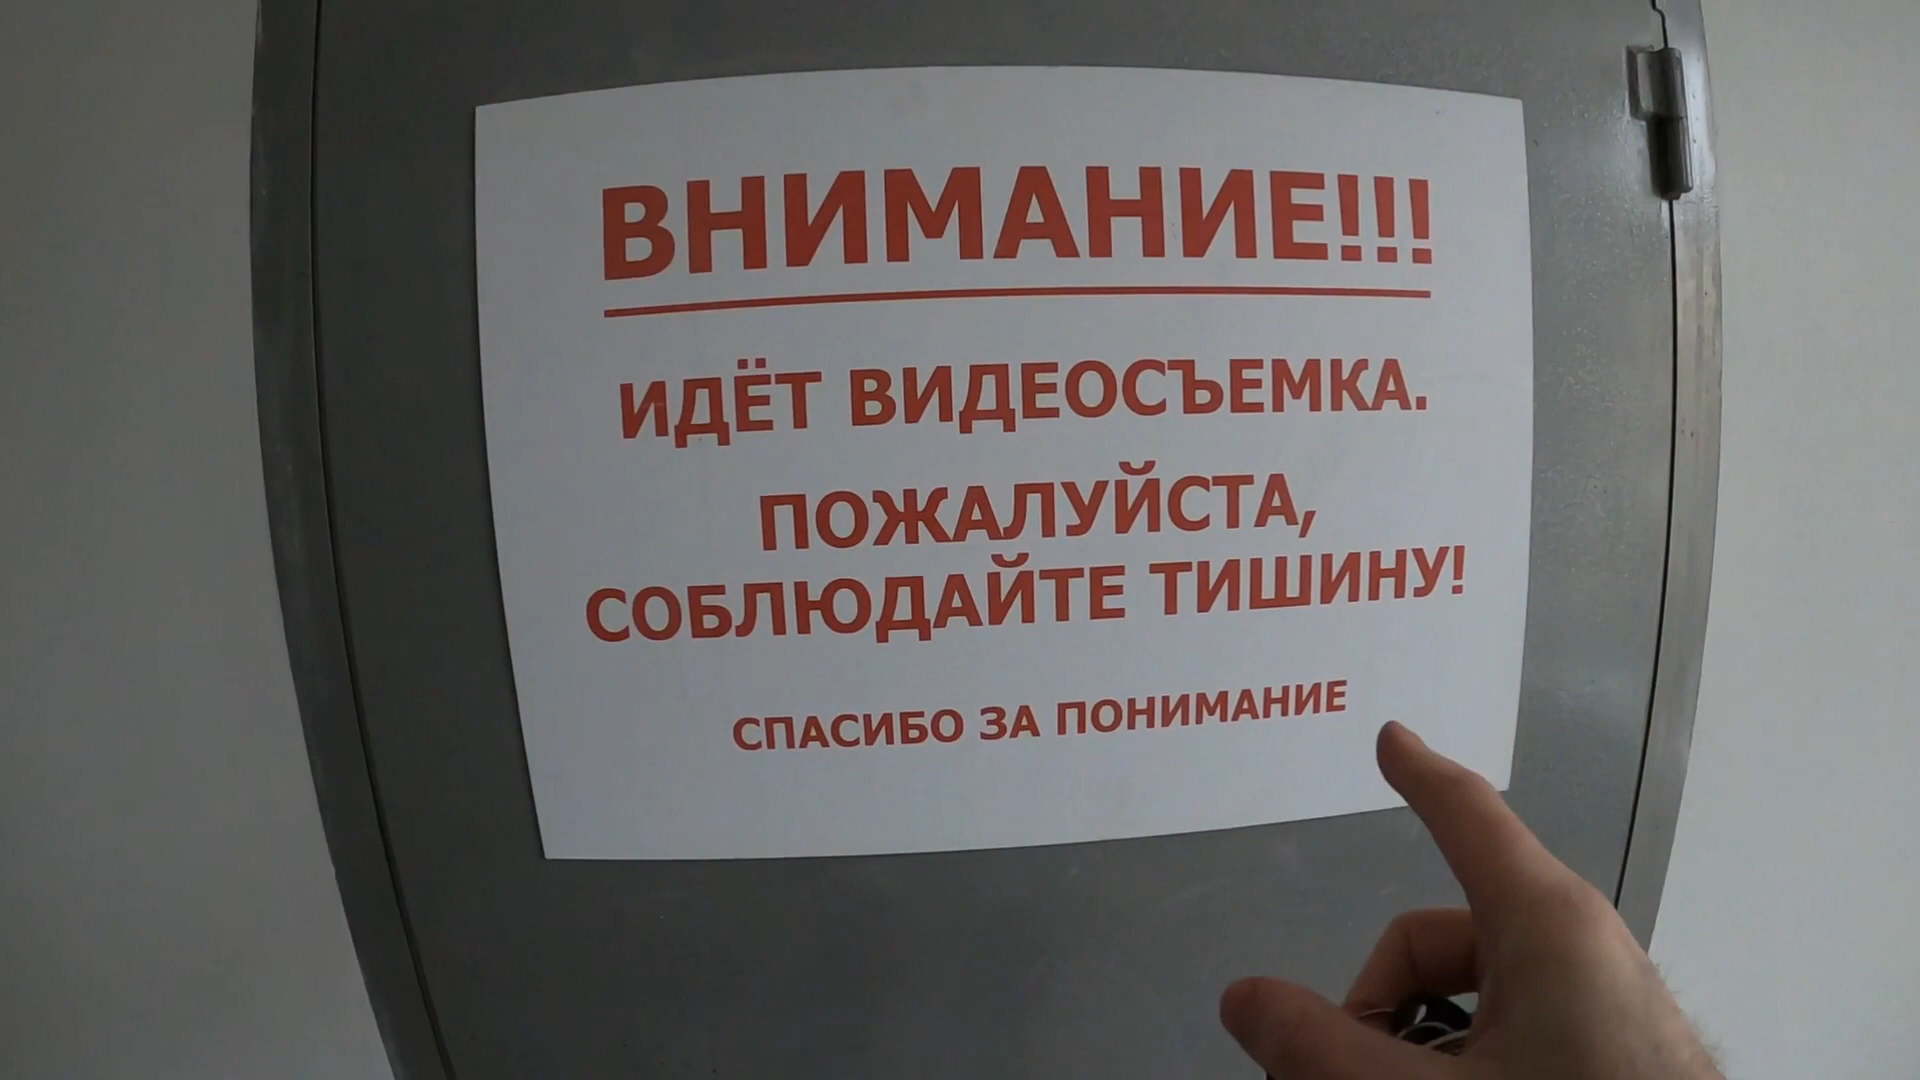 ВНИМАНИЕ!!!
ИДЁТ ВИДЕОСЪЕМКА.
ПОЖАЛУЙСТА,
СОБЛЮДАЙТЕ ТИШИНУ!
СПАСИБО ЗА ПОНИМАНИЕ